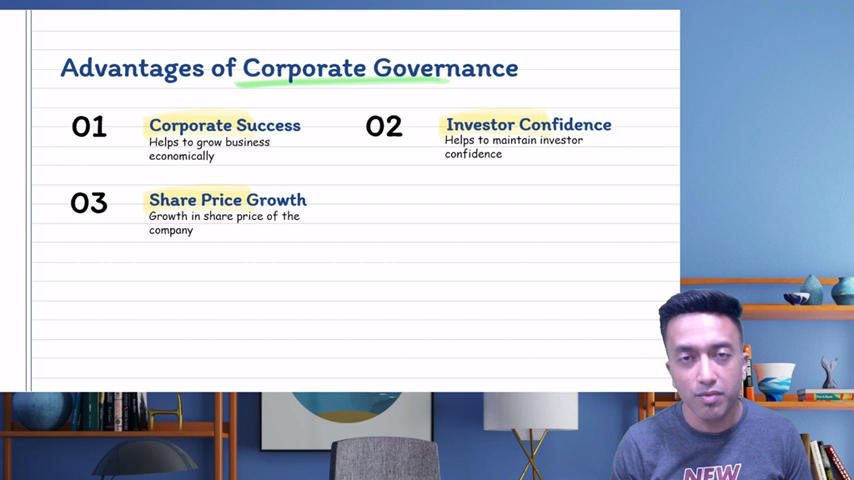 Advantages of Corporate Governance
01
Corporate Success
Helps to grow business
economically
02
Investor Confidence
Helps to maintain investor
confidence
03
Share Price Growth
Growth in share price of the
company
NEW